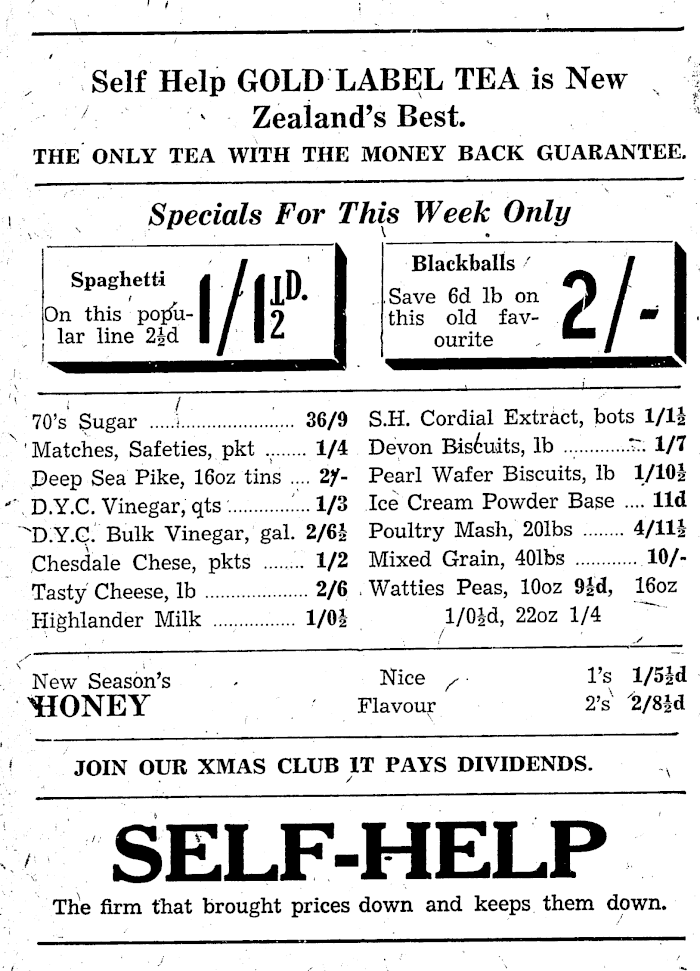 Self Help GOLD LABEL TEA is New
Zealand's Best.
THE ONLY TEA WITH THE MONEY BACK GUARANTEE.
Specials For This Week Only
Spaghetti
On this popu-
lar line 2½d
1/1½D.
Blackballs
Save 6d lb on
this old fav-
ourite
2/-
70's Sugar ............................ 36/9
Matches, Safeties, pkt ........ 1/4
Deep Sea Pike, 16oz tins .... 2/-
D.Y.C. Vinegar, qts ................ 1/3
D.Y.C. Bulk Vinegar, gal. 2/6½
Chesdale Chese, pkts ........ 1/2
Tasty Cheese, lb .................... 2/6
Highlander Milk ................ 1/0½
S.H. Cordial Extract, bots 1/1½
Devon Biscuits, lb ................ 1/7
Pearl Wafer Biscuits, lb 1/10½
Ice Cream Powder Base .... 11d
Poultry Mash, 20lbs ........ 4/11½
Mixed Grain, 40lbs ............ 10/-
Watties Peas, 10oz 9½d, 16oz
1/0½d, 22oz 1/4
New Season's Nice 1's 1/5½d
HONEY Flavour 2's 2/8½d
JOIN OUR XMAS CLUB IT PAYS DIVIDENDS.
SELF-HELP
The firm that brought prices down and keeps them down.